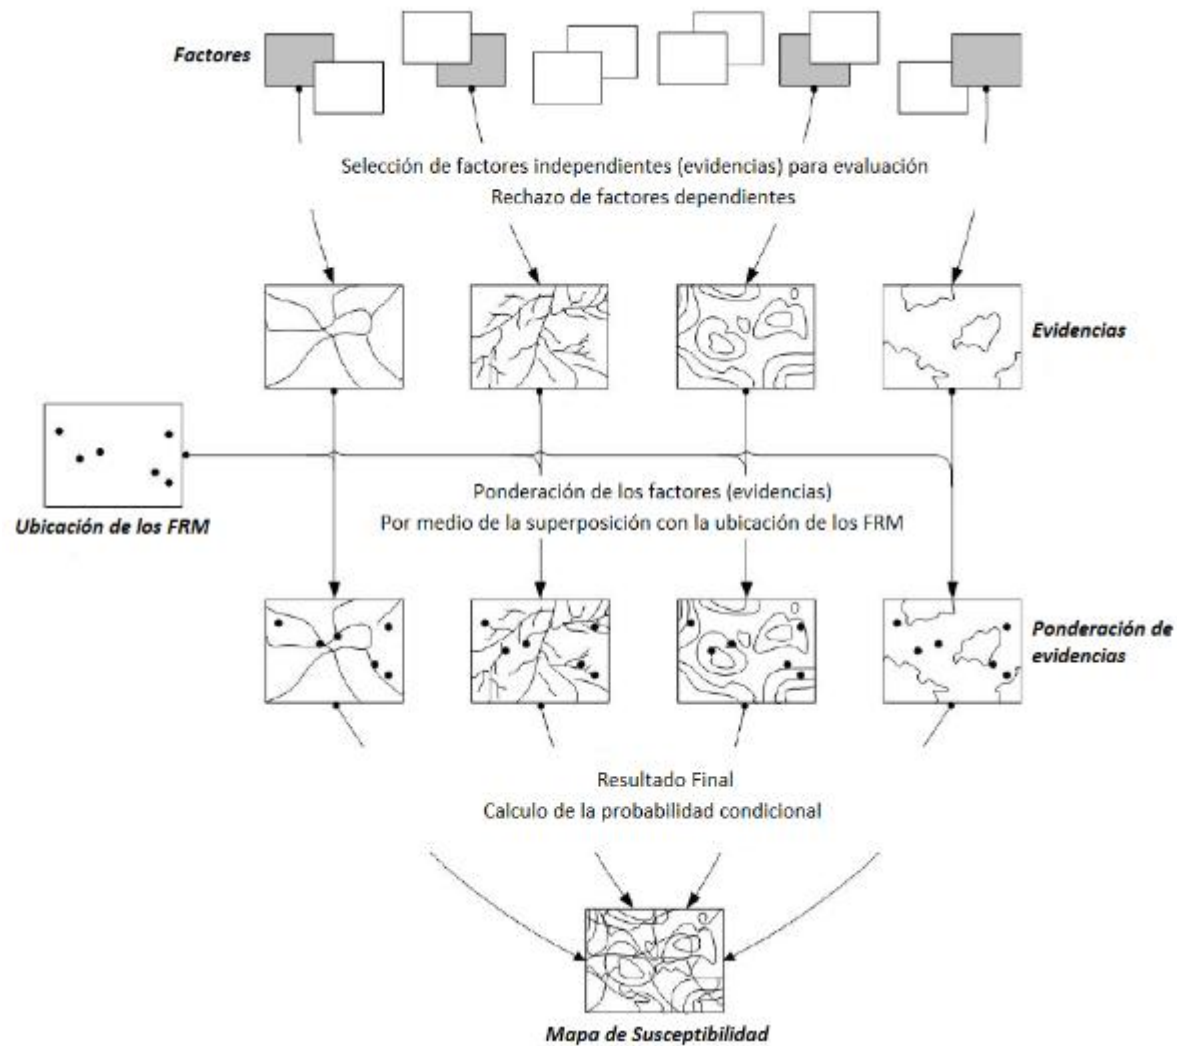 Factores
Selección de factores independientes (evidencias) para evaluación
Rechazo de factores dependientes
Evidencias
Ubicación de los FRM
Ponderación de los factores (evidencias)
Por medio de la superposición con la ubicación de los FRM
Ponderación de
evidencias
Resultado Final
Calculo de la probabilidad condicional
Mapa de Susceptibilidad